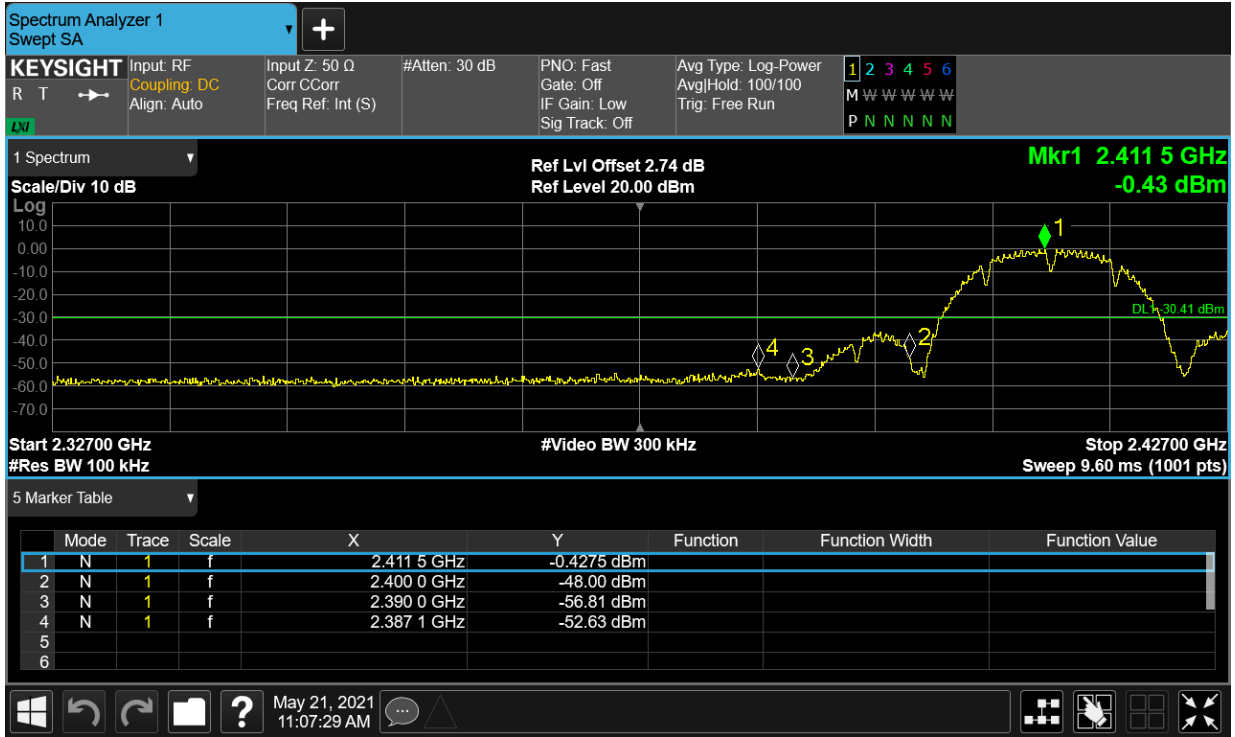 Spectrum Analyzer 1
Swept SA
+
KEYSIGHT
R T
LXI
Input: RF
Coupling: DC
Align: Auto
Input Z: 50 Ω
Corr CCorr
Freq Ref: Int (S)
#Atten: 30 dB
PNO: Fast
Gate: Off
IF Gain: Low
Sig Track: Off
Avg Type: Log-Power
Avg|Hold: 100/100
Trig: Free Run
1 2 3 4 5 6
M W W W W W
P N N N N N
1 Spectrum
Scale/Div 10 dB
Ref Lvl Offset 2.74 dB
Ref Level 20.00 dBm
Mkr1 2.411 5 GHz
-0.43 dBm
Log
10.0
0.00
-10.0
-20.0
-30.0
-40.0
-50.0
-60.0
-70.0
1
DL1 -30.41 dBm
2
4
3
Start 2.32700 GHz
#Res BW 100 kHz
#Video BW 300 kHz
Stop 2.42700 GHz
Sweep 9.60 ms (1001 pts)
5 Marker Table
Mode Trace Scale X Y Function Function Width Function Value
1 N 1 f 2.411 5 GHz -0.4275 dBm
2 N 1 f 2.400 0 GHz -48.00 dBm
3 N 1 f 2.390 0 GHz -56.81 dBm
4 N 1 f 2.387 1 GHz -52.63 dBm
5
6
?
May 21, 2021
11:07:29 AM